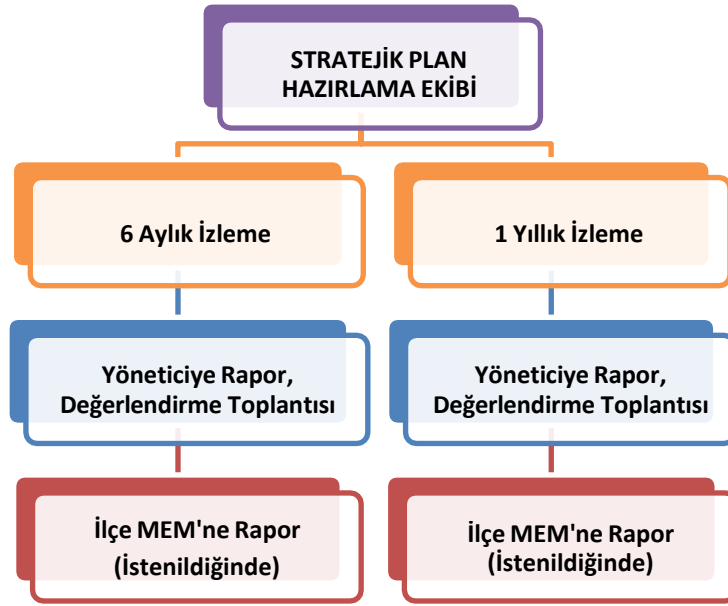 STRATEJİK PLAN
HAZIRLAMA EKİBİ
6 Aylık İzleme
1 Yıllık İzleme
Yöneticiye Rapor,
Değerlendirme Toplantısı
Yöneticiye Rapor,
Değerlendirme Toplantısı
İlçe MEM'ne Rapor
(İstenildiğinde)
İlçe MEM'ne Rapor
(İstenildiğinde)